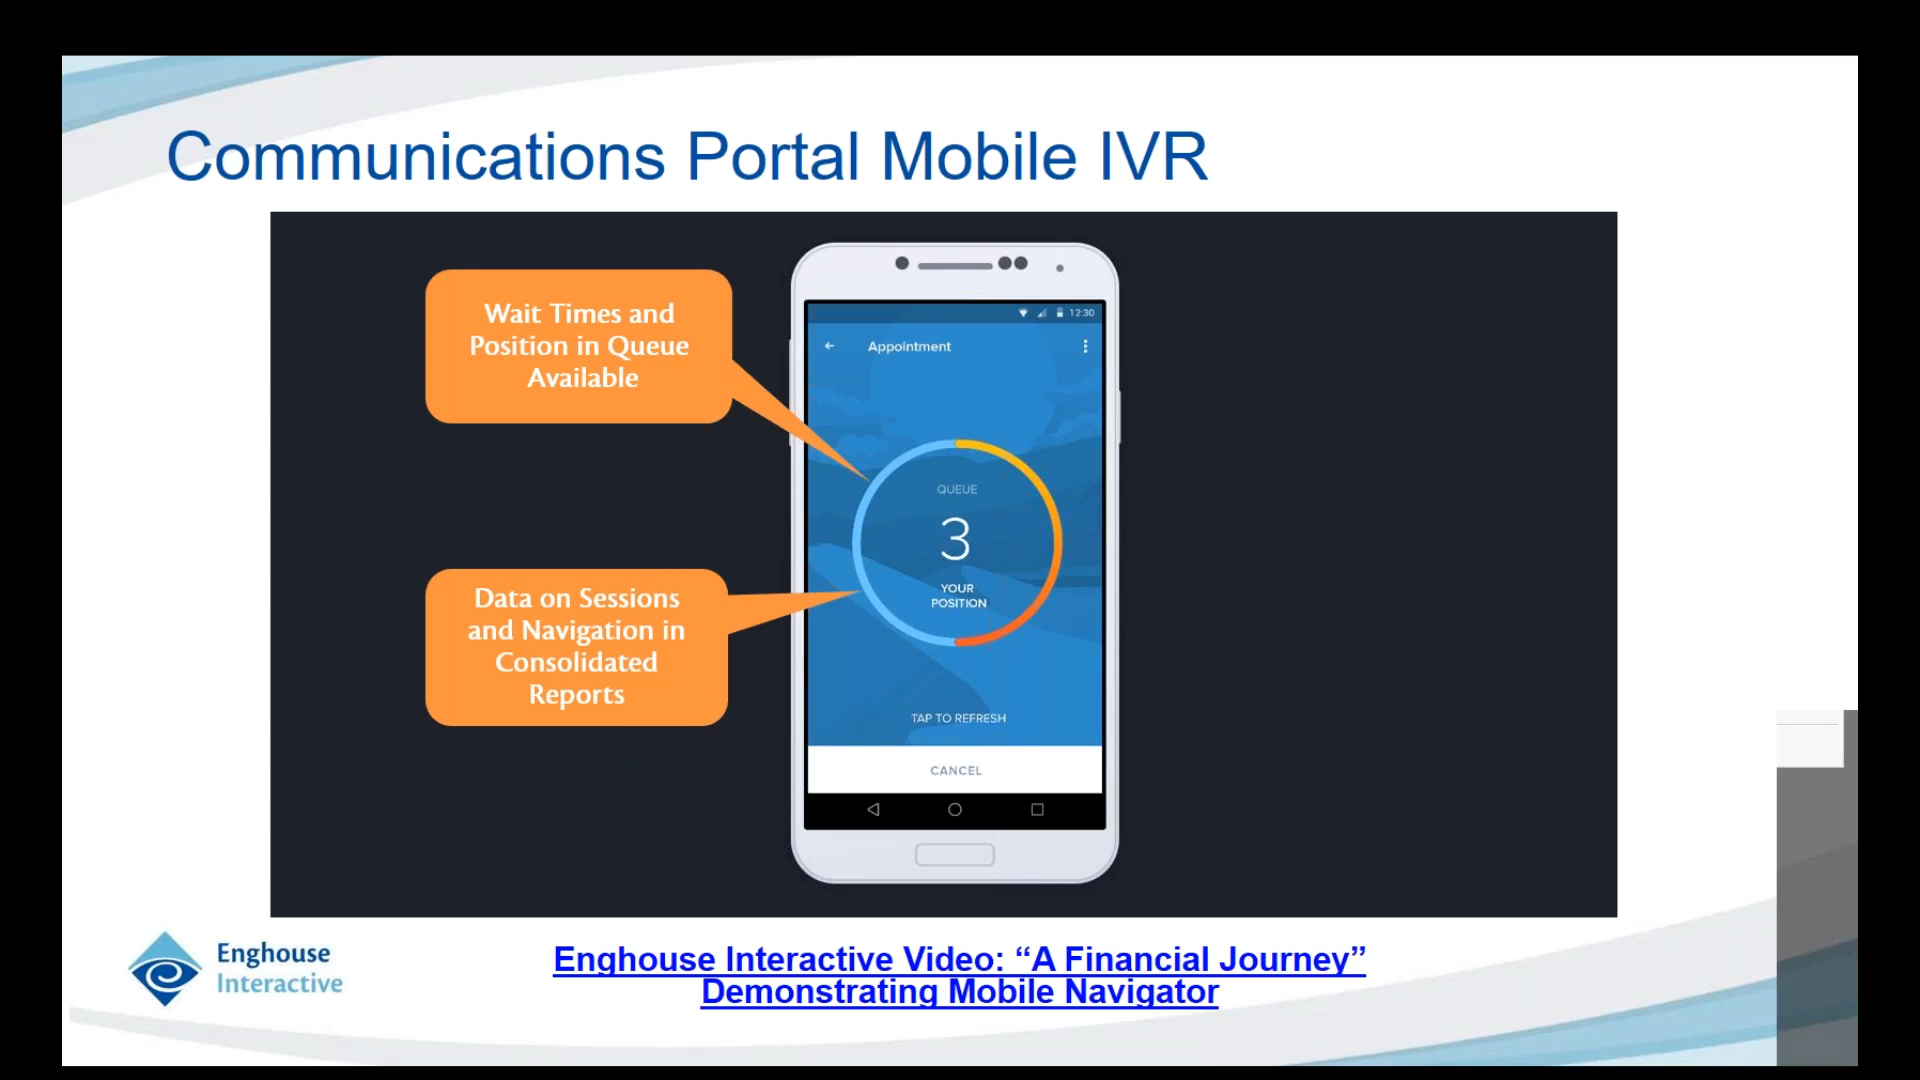 Communications Portal Mobile IVR
Wait Times and
Position in Queue
Available
12:30
Appointment
QUEUE
3
YOUR
POSITION
Data on Sessions
and Navigation in
Consolidated
Reports
TAP TO REFRESH
CANCEL
Enghouse
Interactive
Enghouse Interactive Video: “A Financial Journey”
Demonstrating Mobile Navigator